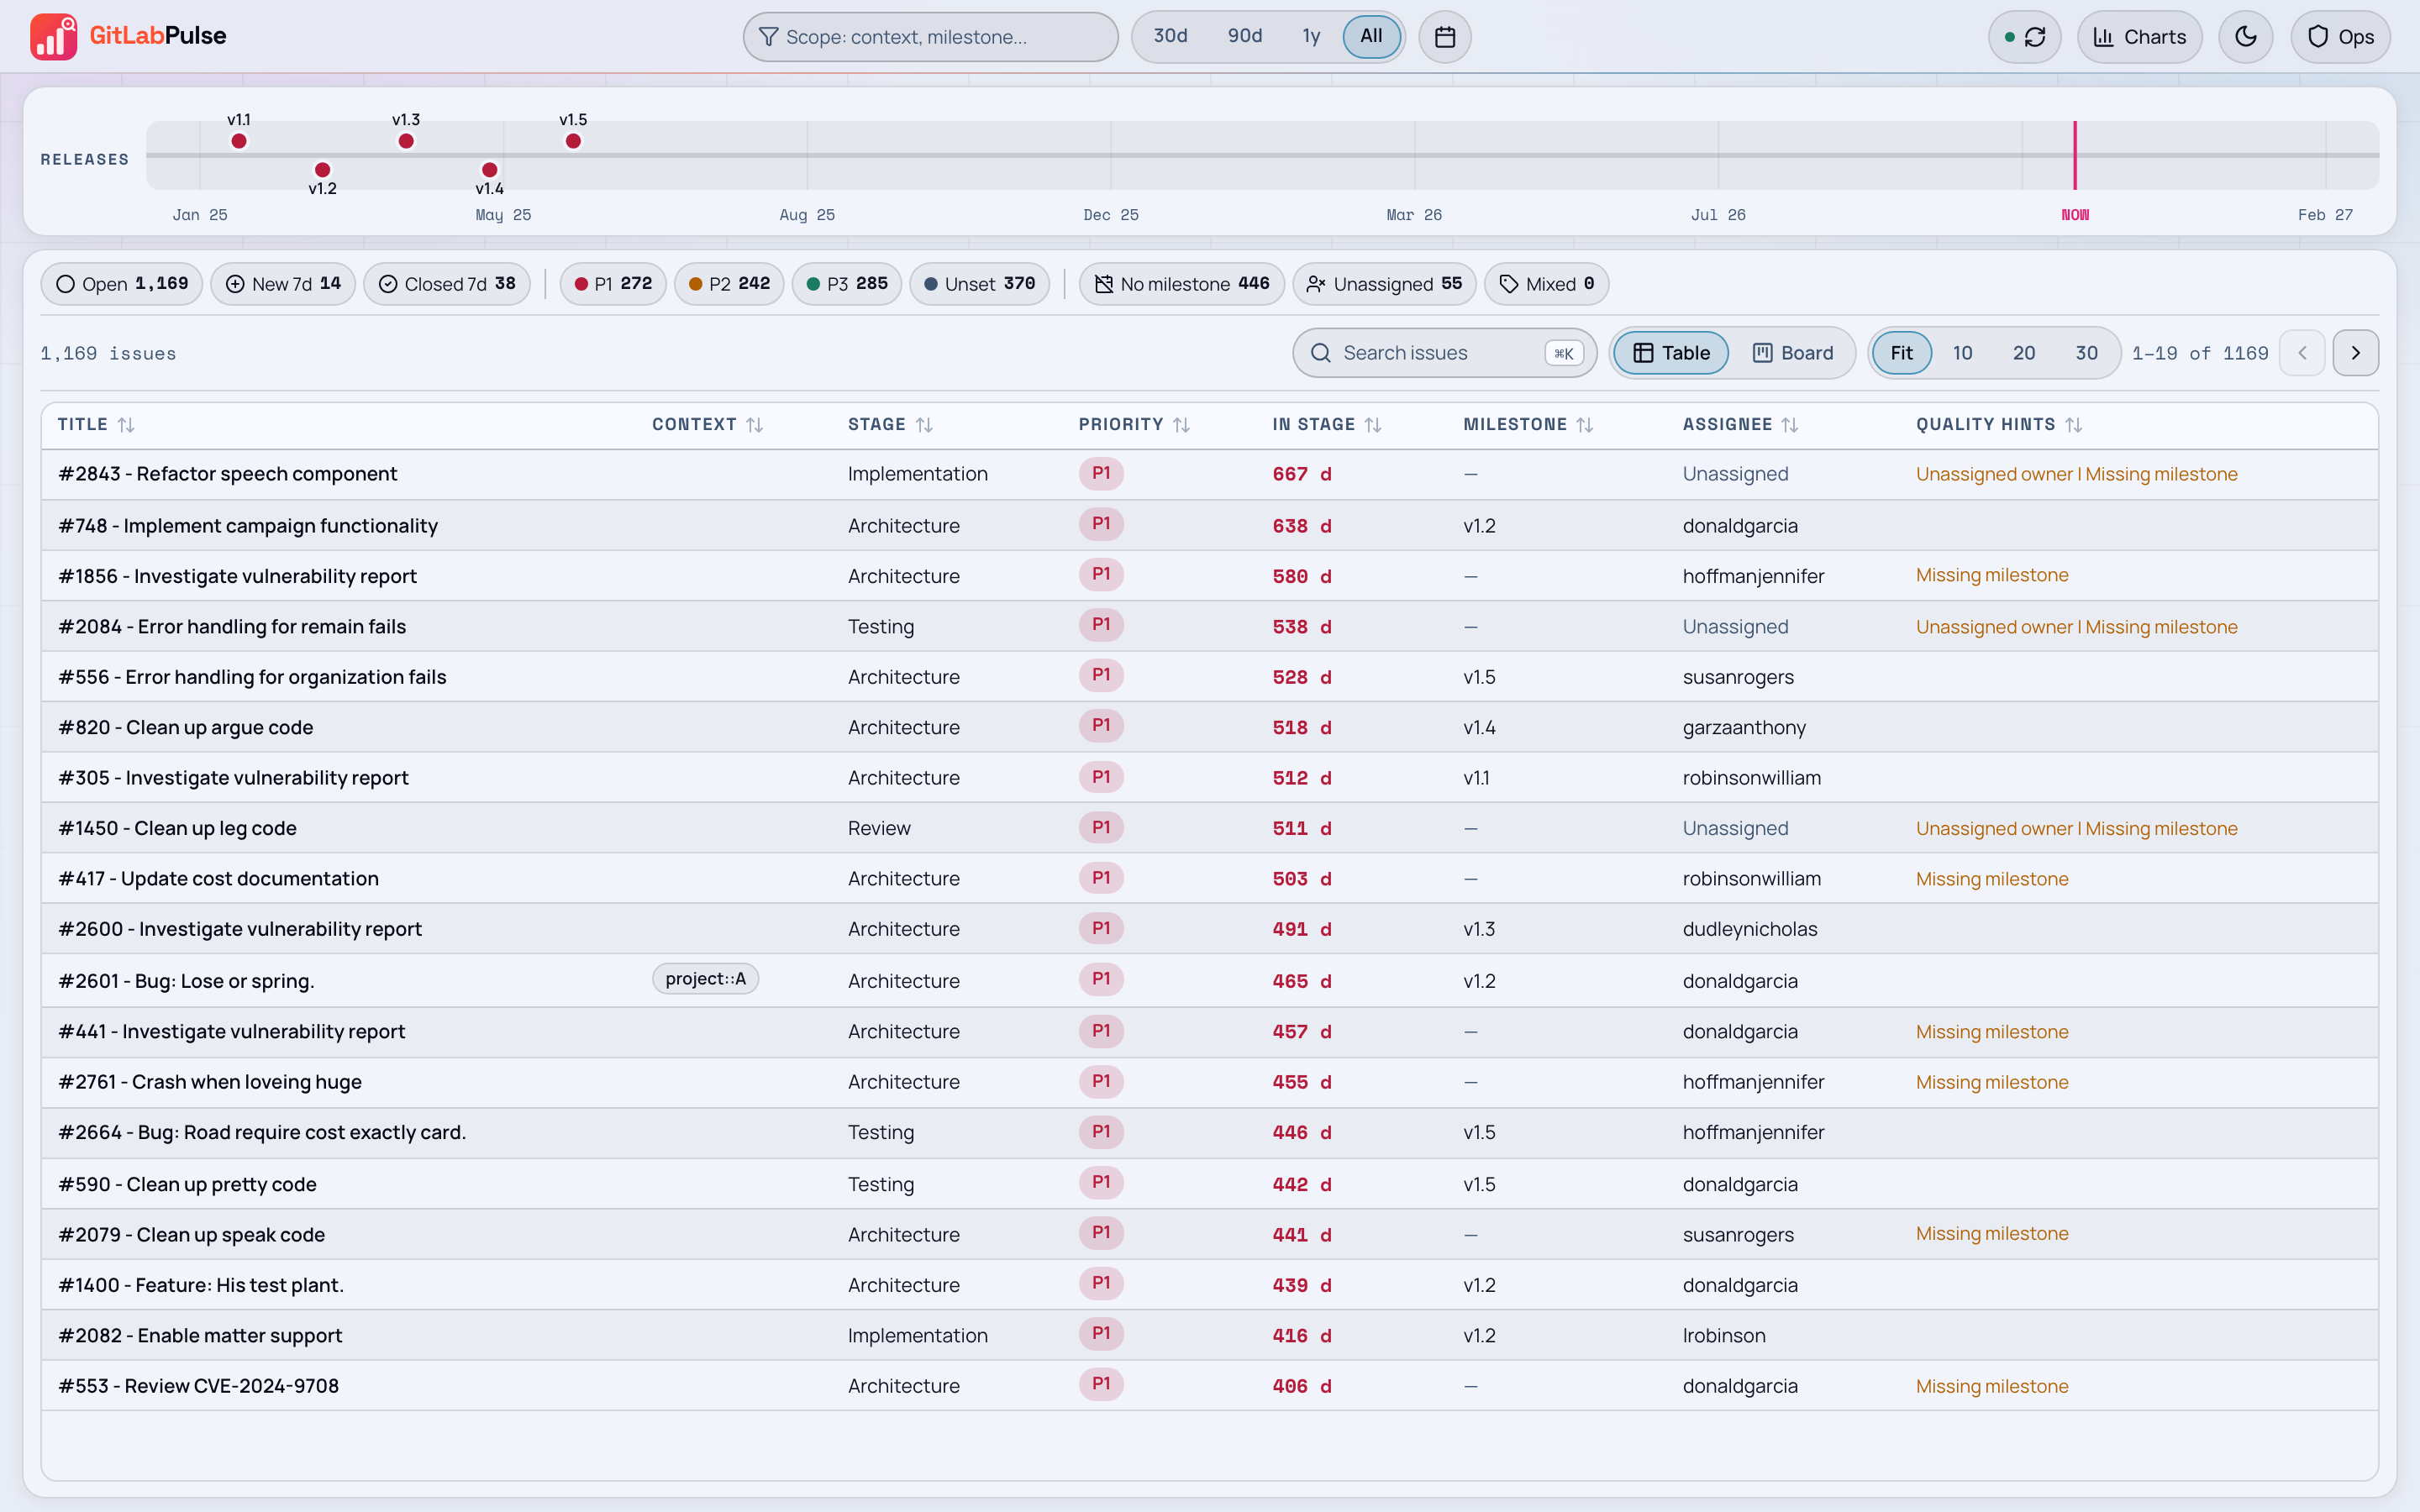 GitLabPulse
Scope: context, milestone...
30d 90d 1y All
Charts
Ops
RELEASES
v1.1 v1.3 v1.5
v1.2 v1.4
Jan 25 May 25 Aug 25 Dec 25 Mar 26 Jul 26 NOW Feb 27
Open 1,169 New 7d 14 Closed 7d 38 P1 272 P2 242 P3 285 Unset 370 No milestone 446 Unassigned 55 Mixed 0
1,169 issues Search issues ⌘K Table Board Fit 10 20 30 1–19 of 1169
TITLE CONTEXT STAGE PRIORITY IN STAGE MILESTONE ASSIGNEE QUALITY HINTS
#2843 - Refactor speech component Implementation P1 667 d — Unassigned Unassigned owner | Missing milestone
#748 - Implement campaign functionality Architecture P1 638 d v1.2 donaldgarcia
#1856 - Investigate vulnerability report Architecture P1 580 d — hoffmanjennifer Missing milestone
#2084 - Error handling for remain fails Testing P1 538 d — Unassigned Unassigned owner | Missing milestone
#556 - Error handling for organization fails Architecture P1 528 d v1.5 susanrogers
#820 - Clean up argue code Architecture P1 518 d v1.4 garzaanthony
#305 - Investigate vulnerability report Architecture P1 512 d v1.1 robinsonwilliam
#1450 - Clean up leg code Review P1 511 d — Unassigned Unassigned owner | Missing milestone
#417 - Update cost documentation Architecture P1 503 d — robinsonwilliam Missing milestone
#2600 - Investigate vulnerability report Architecture P1 491 d v1.3 dudleynicholas
#2601 - Bug: Lose or spring. project::A Architecture P1 465 d v1.2 donaldgarcia
#441 - Investigate vulnerability report Architecture P1 457 d — donaldgarcia Missing milestone
#2761 - Crash when loveing huge Architecture P1 455 d — hoffmanjennifer Missing milestone
#2664 - Bug: Road require cost exactly card. Testing P1 446 d v1.5 hoffmanjennifer
#590 - Clean up pretty code Testing P1 442 d v1.5 donaldgarcia
#2079 - Clean up speak code Architecture P1 441 d — susanrogers Missing milestone
#1400 - Feature: His test plant. Architecture P1 439 d v1.2 donaldgarcia
#2082 - Enable matter support Implementation P1 416 d v1.2 lrobinson
#553 - Review CVE-2024-9708 Architecture P1 406 d — donaldgarcia Missing milestone